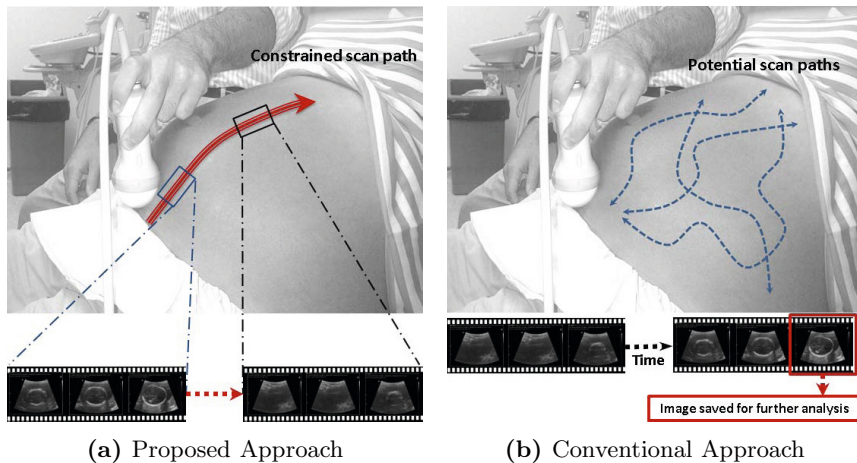 Constrained scan path
Potential scan paths
Time
Image saved for further analysis
(a) Proposed Approach
(b) Conventional Approach